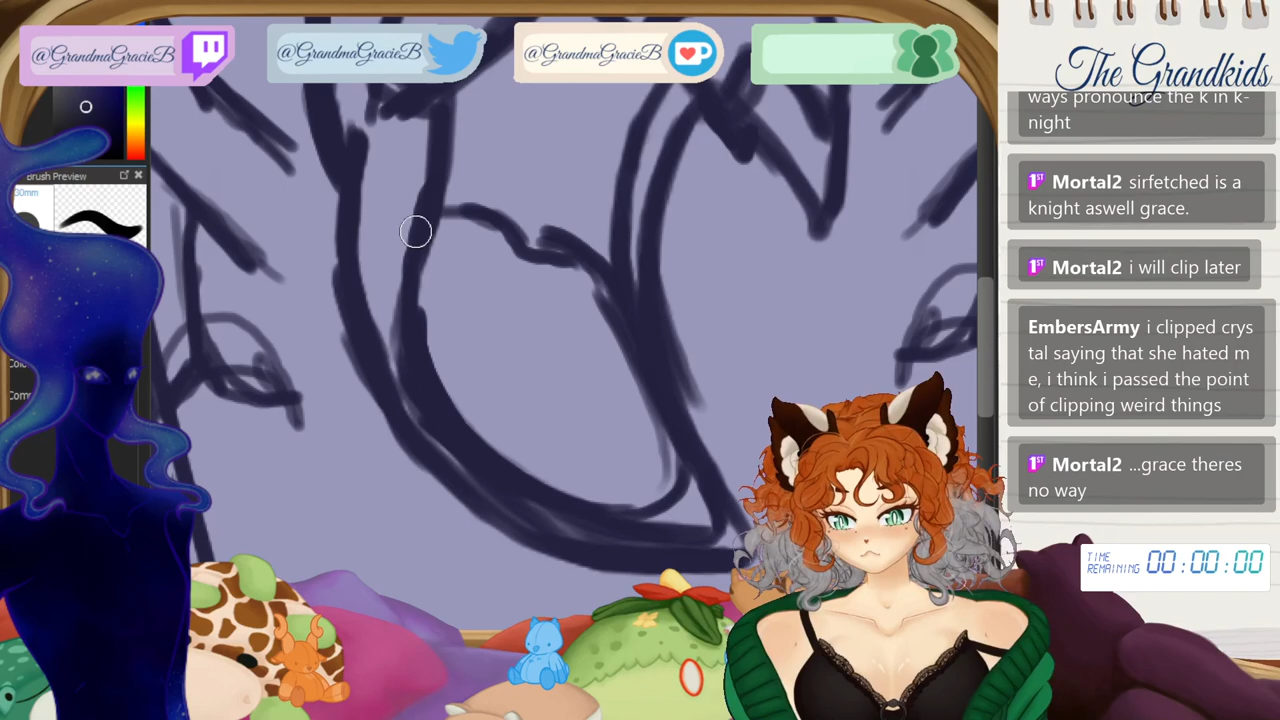 @GrandmaGracieB
@GrandmaGracieB
@GrandmaGracieB
The Grandkids
ways pronounce the k in k-
night
Mortal2 sirfetched is a
knight aswell grace.
Mortal2 i will clip later
EmbersArmy i clipped crys
tal saying that she hated m
e, i think i passed the point
of clipping weird things
Mortal2 ...grace theres
no way
TIME
REMAINING 00:00:00
Brush Preview
30mm